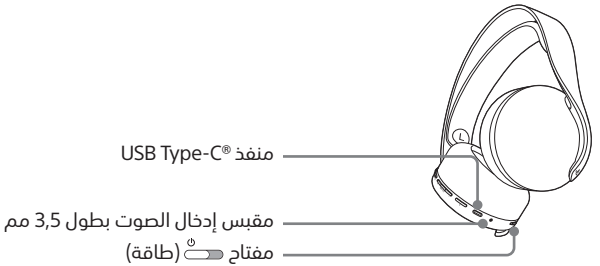 L
منفذ USB Type-C®
مقبس إدخال الصوت بطول 3,5 مم
مفتاح (طاقة)